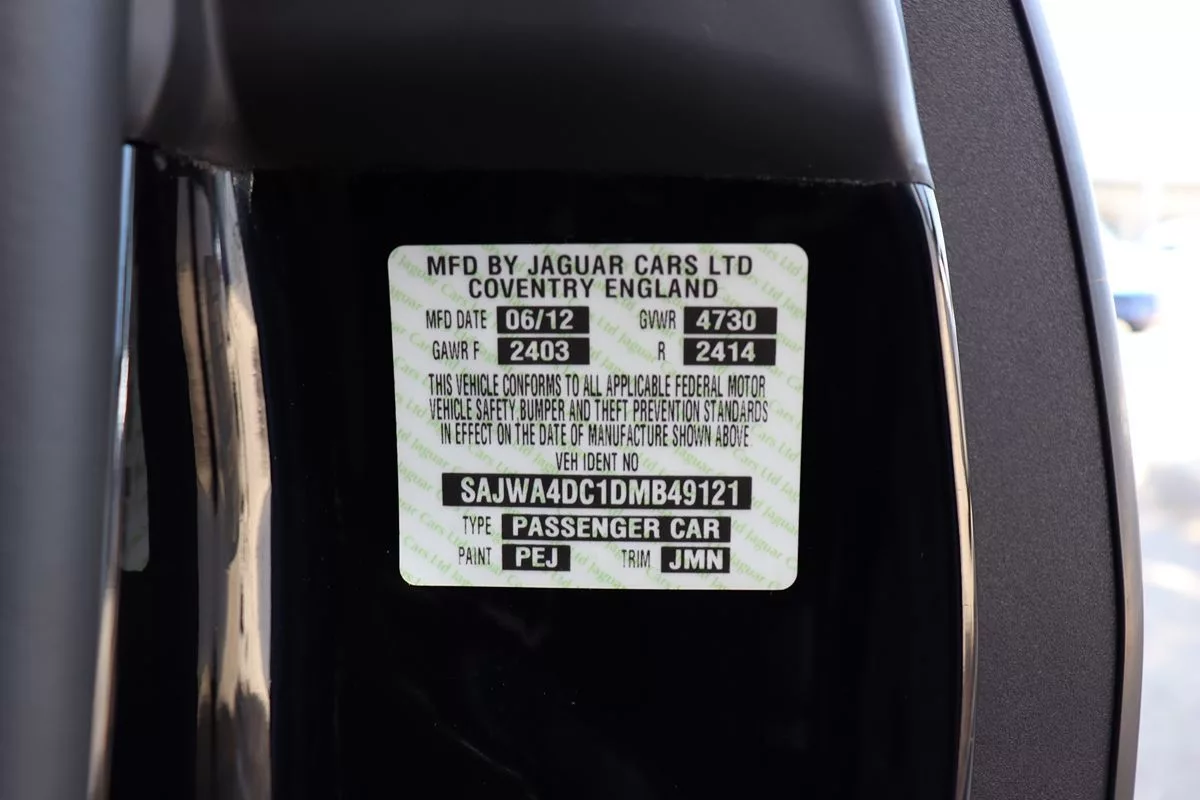 MFD BY JAGUAR CARS LTD
COVENTRY ENGLAND
MFD DATE 06/12 GVWR 4730
GAWR F 2403 R 2414
THIS VEHICLE CONFORMS TO ALL APPLICABLE FEDERAL MOTOR
VEHICLE SAFETY BUMPER AND THEFT PREVENTION STANDARDS
IN EFFECT ON THE DATE OF MANUFACTURE SHOWN ABOVE
VEH IDENT NO
SAJWA4DC1DMB49121
TYPE PASSENGER CAR
PAINT PEJ TRIM JMN